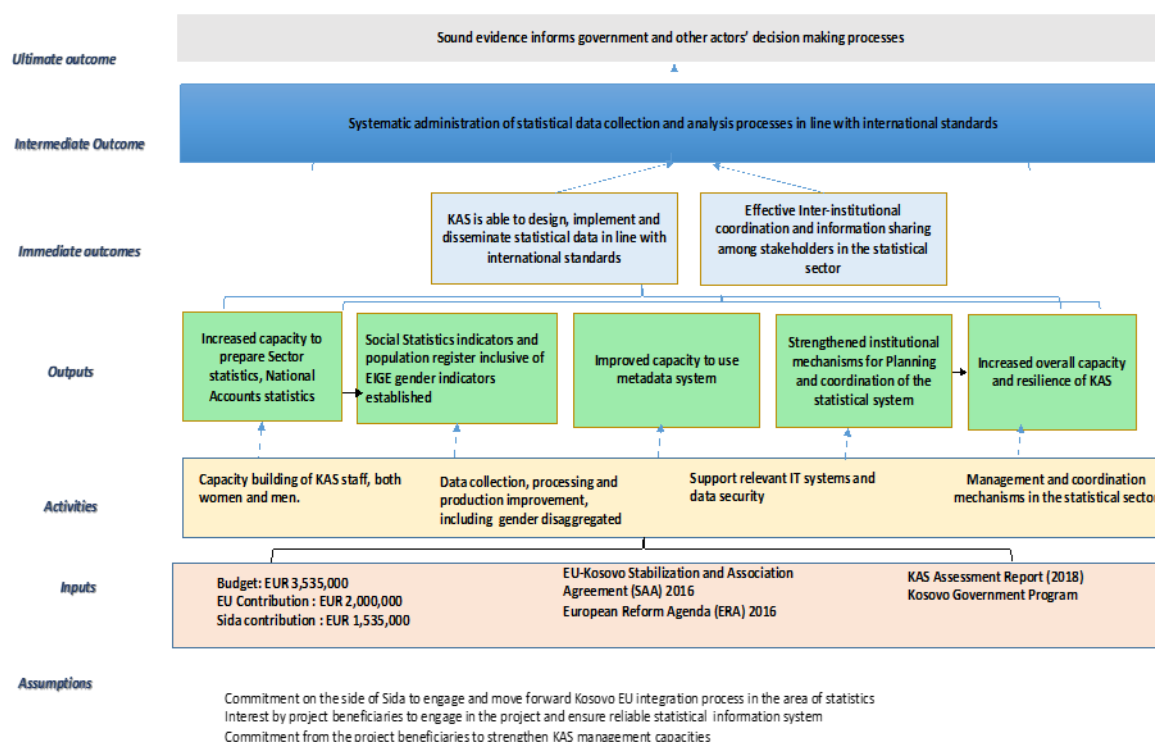 Ultimate outcome
Sound evidence informs government and other actors' decision making processes
Intermediate Outcome
Systematic administration of statistical data collection and analysis processes in line with international standards
Immediate outcomes
KAS is able to design, implement and
disseminate statistical data in line with
international standards
Effective Inter-institutional
coordination and information sharing
among stakeholders in the statistical
sector
Outputs
Increased capacity to
prepare Sector
statistics, National
Accounts statistics
Social Statistics indicators and
population register inclusive of
EIGE gender indicators
established
Improved capacity to use
metadata system
Strengthened institutional
mechanisms for Planning
and coordination of the
statistical system
Increased overall capacity
and resilience of KAS
Activities
Capacity building of KAS staff, both
women and men.
Data collection, processing and
production improvement,
including gender disaggregated
Support relevant IT systems and
data security
Management and coordination
mechanisms in the statistical sector
Inputs
Budget: EUR 3,535,000
EU Contribution : EUR 2,000,000
Sida contribution : EUR 1,535,000
EU-Kosovo Stabilization and Association
Agreement (SAA) 2016
European Reform Agenda (ERA) 2016
KAS Assessment Report (2018)
Kosovo Government Program
Assumptions
Commitment on the side of Sida to engage and move forward Kosovo EU integration process in the area of statistics
Interest by project beneficiaries to engage in the project and ensure reliable statistical information system
Commitment from the project beneficiaries to strengthen KAS management capacities